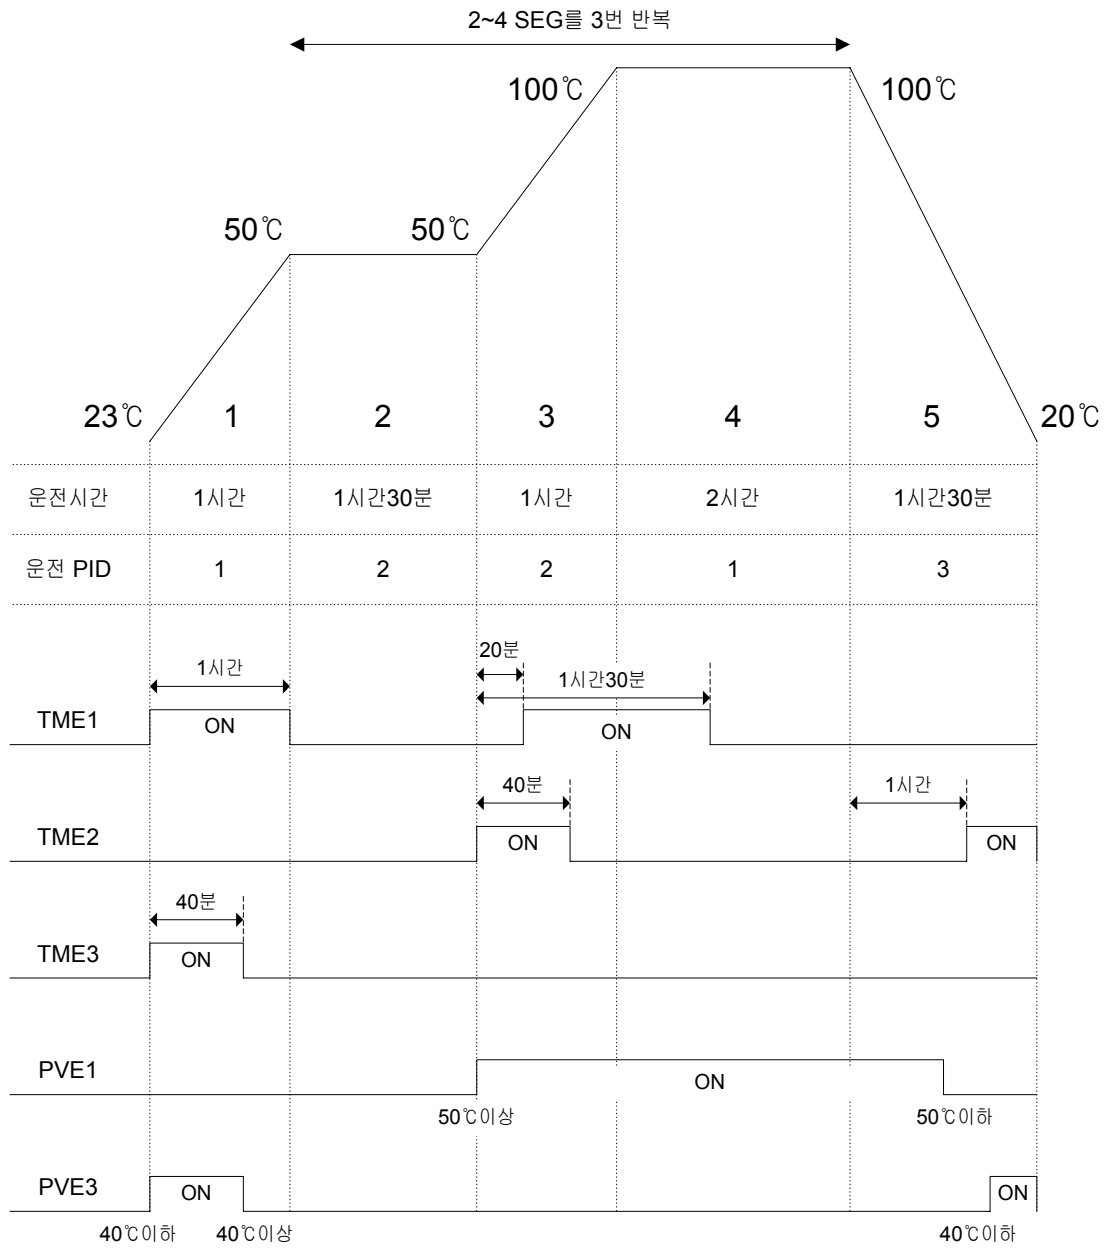 2~4 SEG를 3번 반복
100℃ 100℃
50℃ 50℃
23℃ 1 2 3 4 5 20℃
운전시간 1시간 1시간30분 1시간 2시간 1시간30분
운전 PID 1 2 2 1 3
20분
1시간 1시간30분
TME1 ON ON
40분 1시간
TME2 ON ON
40분
TME3 ON
PVE1 ON
50℃이상 50℃이하
PVE3 ON ON
40℃이하 40℃이상 40℃이하